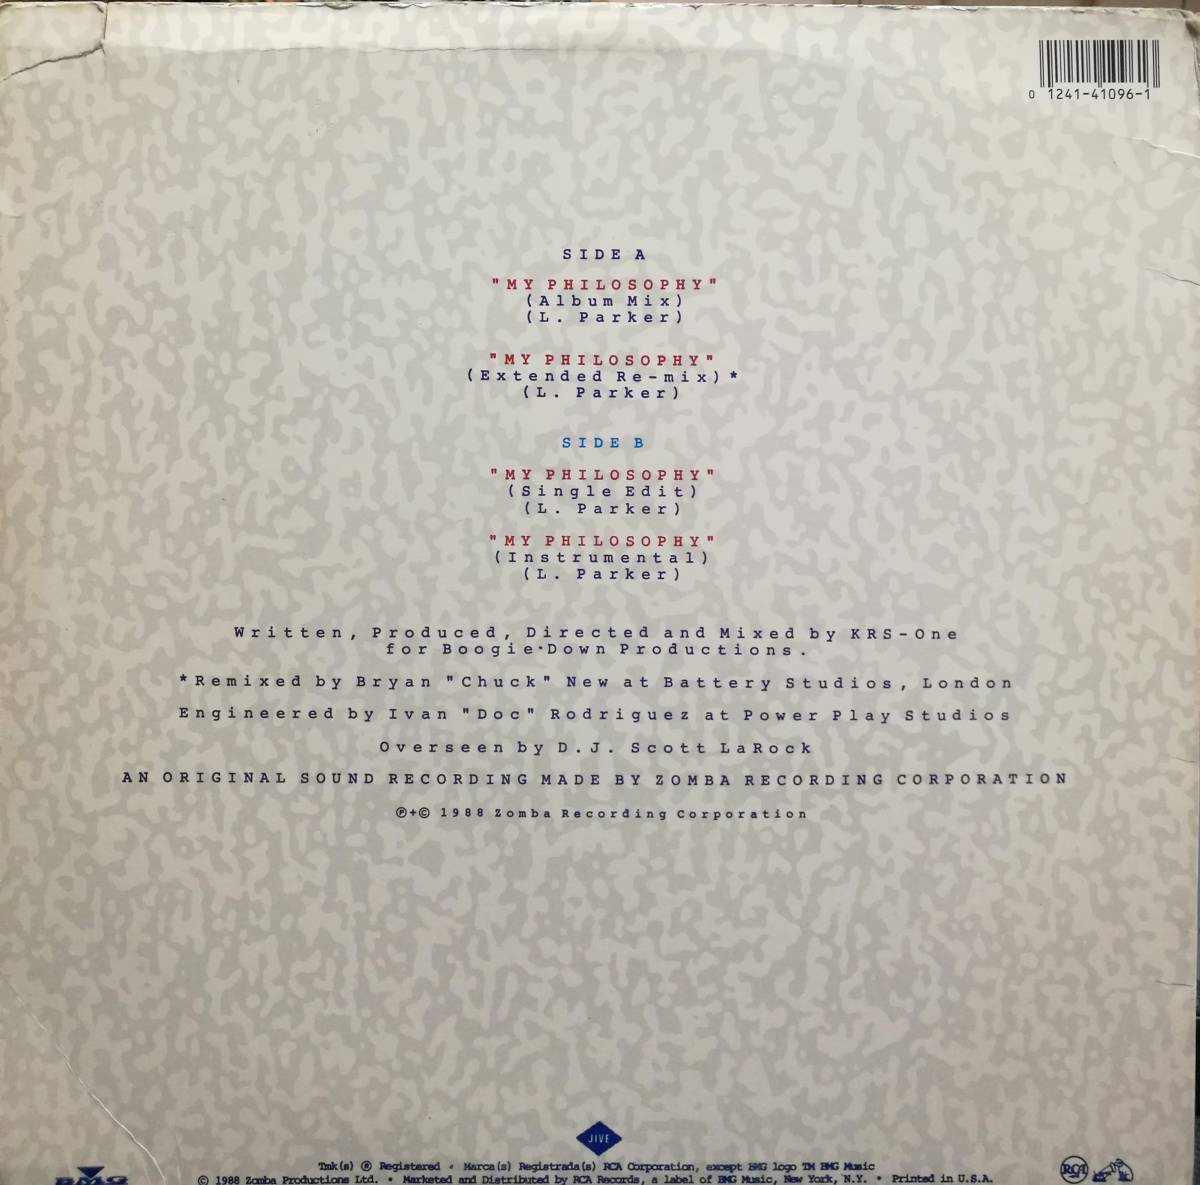 0 1241-41096-1
SIDE A
"MY PHILOSOPHY"
(Album Mix)
(L. Parker)
"MY PHILOSOPHY"
(Extended Re-mix)*
(L. Parker)
SIDE B
"MY PHILOSOPHY"
(Single Edit)
(L. Parker)
"MY PHILOSOPHY"
(Instrumental)
(L. Parker)
Written, Produced, Directed and Mixed by KRS-One
for Boogie·Down Productions.
*Remixed by Bryan "Chuck" New at Battery Studios, London
Engineered by Ivan "Doc" Rodriguez at Power Play Studios
Overseen by D.J. Scott LaRock
AN ORIGINAL SOUND RECORDING MADE BY ZOMBA RECORDING CORPORATION
℗+© 1988 Zomba Recording Corporation
JIVE
Tmk(s) ® Registered • Marca(s) Registrada(s) RCA Corporation, except BMG logo TM BMG Music
© 1988 Zomba Productions Ltd. • Marketed and Distributed by RCA Records, a label of BMG Music, New York, N.Y. • Printed in U.S.A.
BMG
RCA